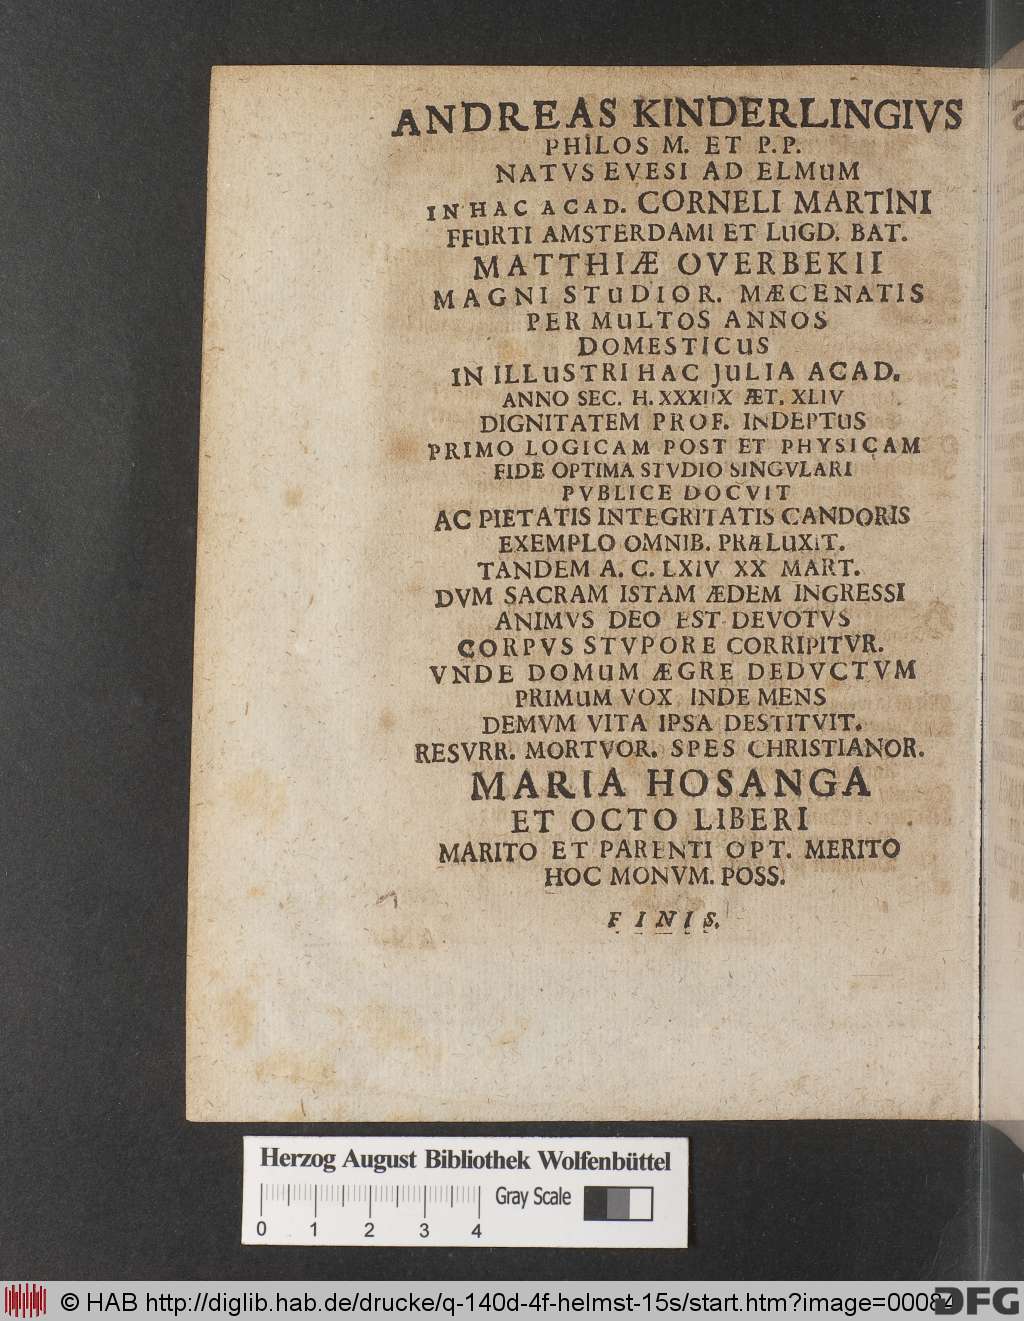 ANDREAS KINDERLINGIVS
PHILOS M. ET P.P.
NATVS EVESI AD ELMuM
IN HAC ACAD. CORNELI MARTINI
FFuRTI AMSTERDAMI ET LuGD. BAT.
MATTHIÆ OVERBEKII
MAGNI STuDIOR. MÆCENATIS
PER MuLTOS ANNOS
DOMESTICuS
IN ILLuSTRI HAC JuLIA ACAD.
ANNO SEC. H. XXXIIX ÆT. XLIV
DIGNITATEM PROF. INDEPTuS
PRIMO LOGICAM POST ET PHYSICAM
FIDE OPTIMA STVDIO SINGVLARI
PVBLICE DOCVIT
AC PIETATIS INTEGRITATIS CANDORIS
EXEMPLO OMNIB. PRÆLuXIT.
TANDEM A. C. LXIV XX MART.
DVM SACRAM ISTAM ÆDEM INGRESSI
ANIMVS DEO EST DEVOTVS
CORPVS STVPORE CORRIPITVR.
VNDE DOMuM ÆGRE DEDVCTVM
PRIMuM VOX INDE MENS
DEMVM VITA IPSA DESTITVIT.
RESVRR. MORTVOR. SPES CHRISTIANOR.
MARIA HOSANGA
ET OCTO LIBERI
MARITO ET PARENTI OPT. MERITO
HOC MONVM. POSS.
FINIS.
Herzog August Bibliothek Wolfenbüttel
Gray Scale
0 1 2 3 4
© HAB http://diglib.hab.de/drucke/q-140d-4f-helmst-15s/start.htm?image=00084
DFG